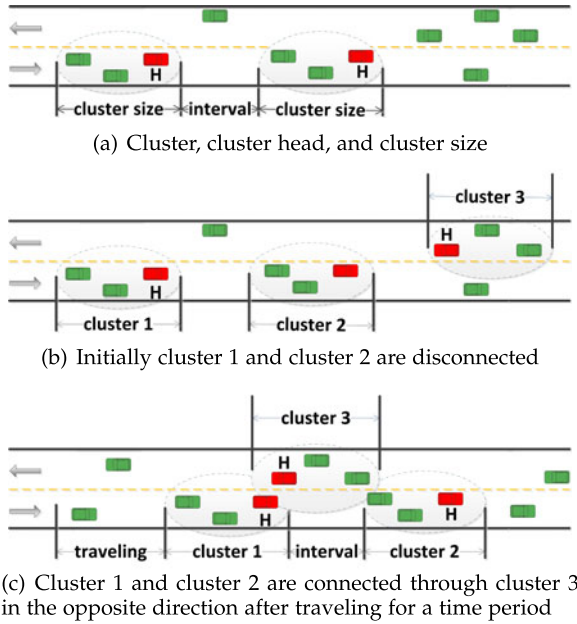 H
H
cluster size
interval
cluster size
(a) Cluster, cluster head, and cluster size
cluster 3
H
H
cluster 1
cluster 2
(b) Initially cluster 1 and cluster 2 are disconnected
cluster 3
H
H
H
traveling
cluster 1
interval
cluster 2
(c) Cluster 1 and cluster 2 are connected through cluster 3
in the opposite direction after traveling for a time period